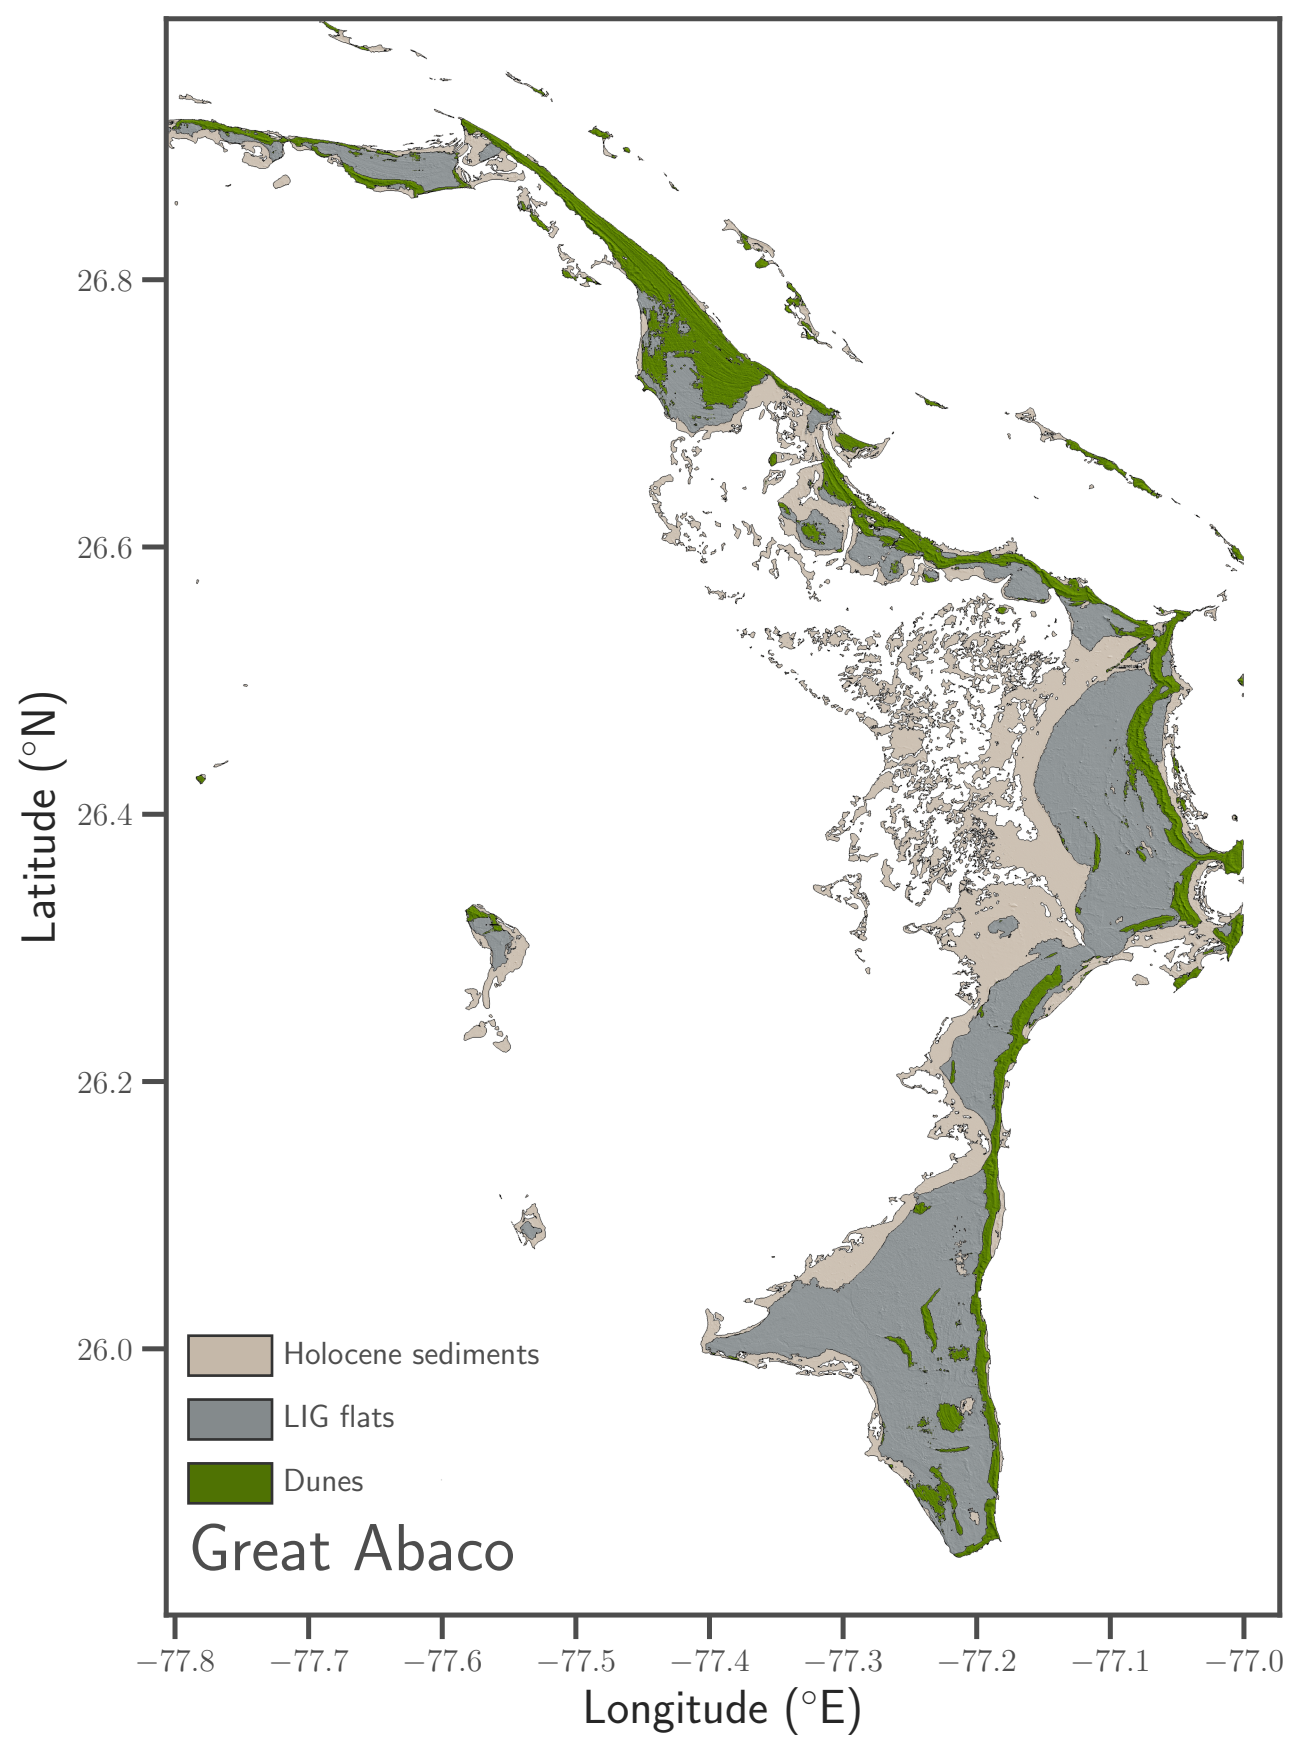 26.8
26.6
26.4
26.2
26.0
Latitude (°N)
Holocene sediments
LIG flats
Dunes
Great Abaco
−77.8 −77.7 −77.6 −77.5 −77.4 −77.3 −77.2 −77.1 −77.0
Longitude (°E)